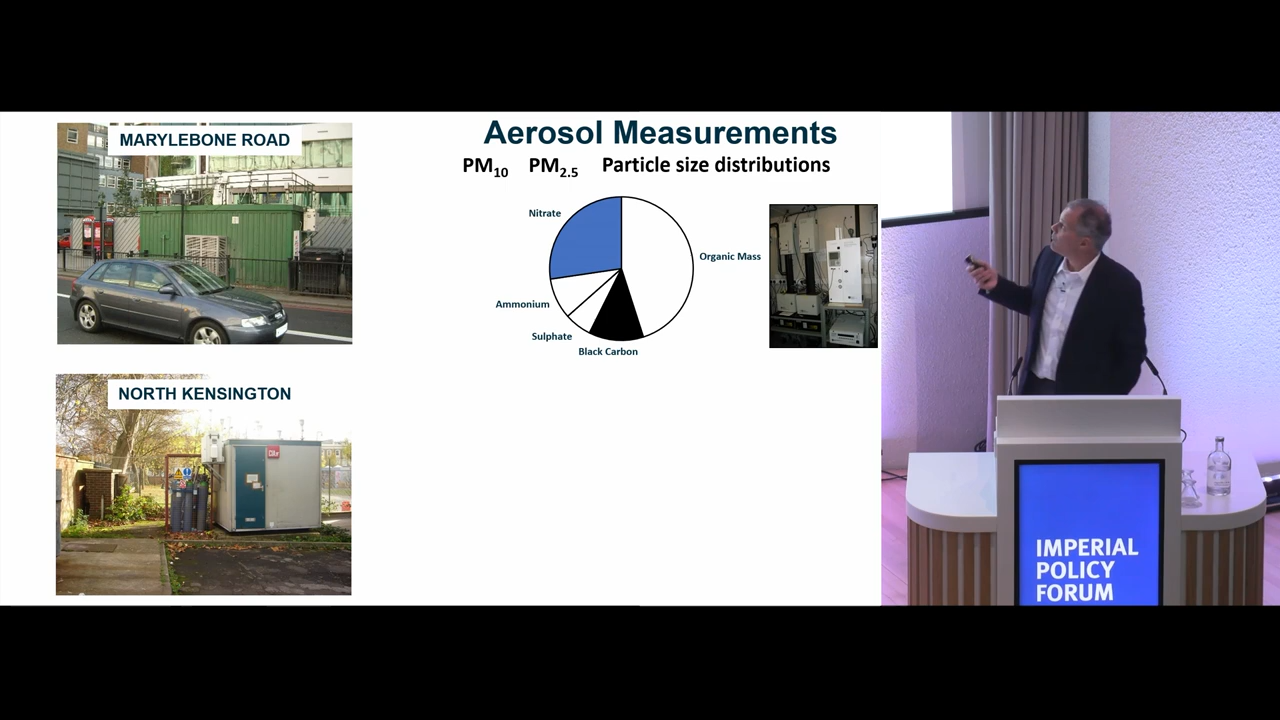 MARYLEBONE ROAD
Aerosol Measurements
PM10 PM2.5 Particle size distributions
Nitrate
Organic Mass
Ammonium
Sulphate
Black Carbon
NORTH KENSINGTON
IMPERIAL
POLICY
FORUM